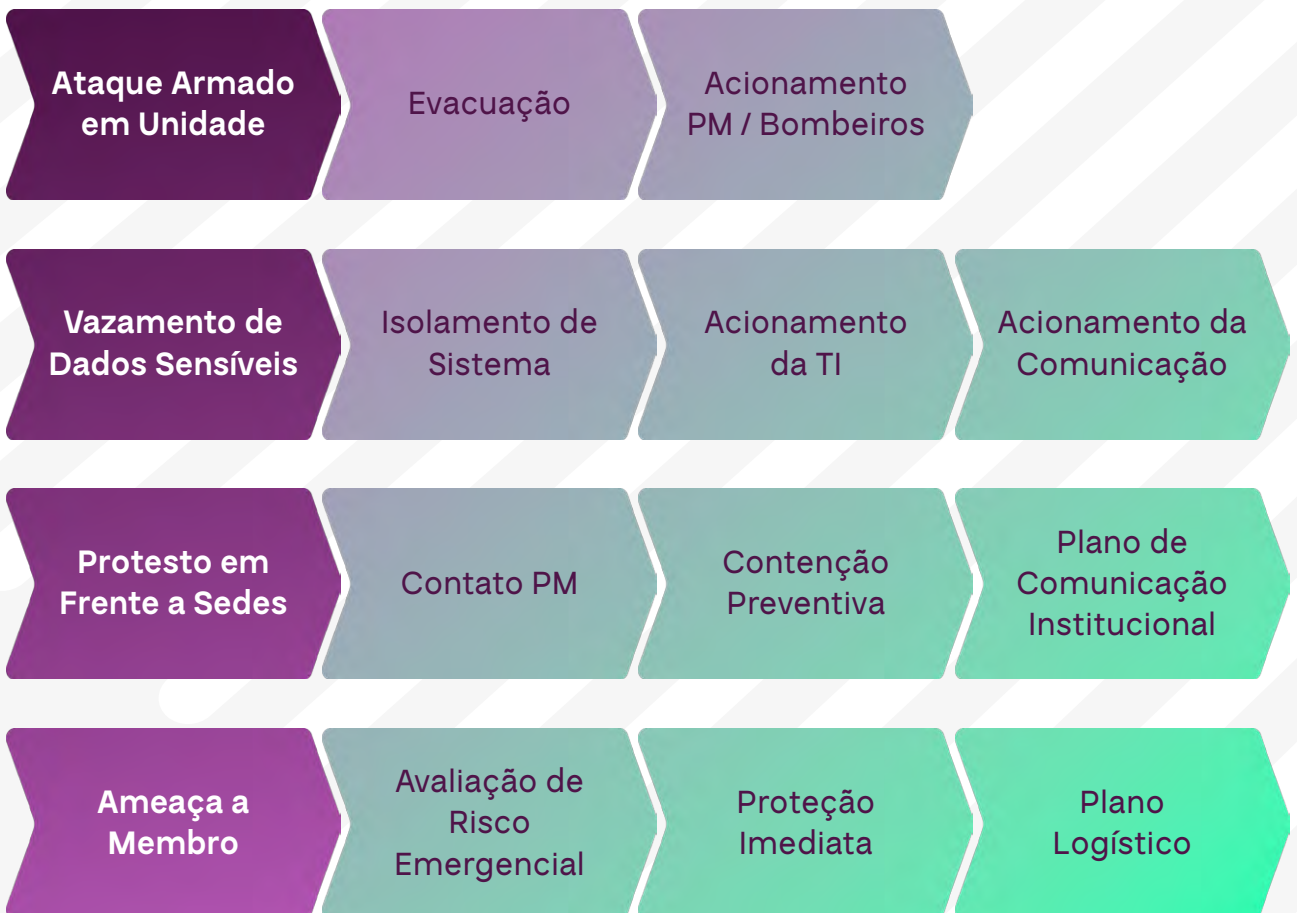 Ataque Armado
em Unidade
Evacuação
Acionamento
PM / Bombeiros
Vazamento de
Dados Sensíveis
Isolamento de
Sistema
Acionamento
da TI
Acionamento da
Comunicação
Protesto em
Frente a Sedes
Contato PM
Contenção
Preventiva
Plano de
Comunicação
Institucional
Ameaça a
Membro
Avaliação de
Risco
Emergencial
Proteção
Imediata
Plano
Logístico